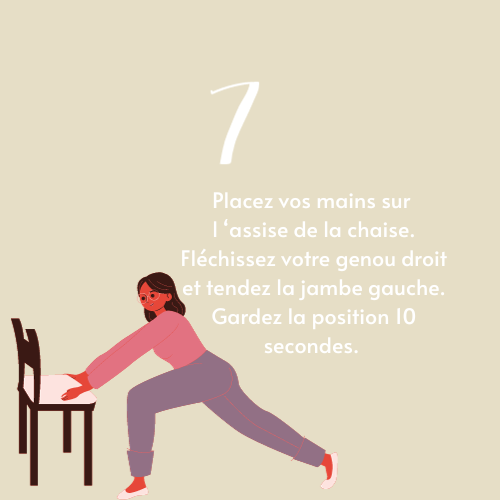 7
Placez vos mains sur
l ‘assise de la chaise.
Fléchissez votre genou droit
et tendez la jambe gauche.
Gardez la position 10
secondes.